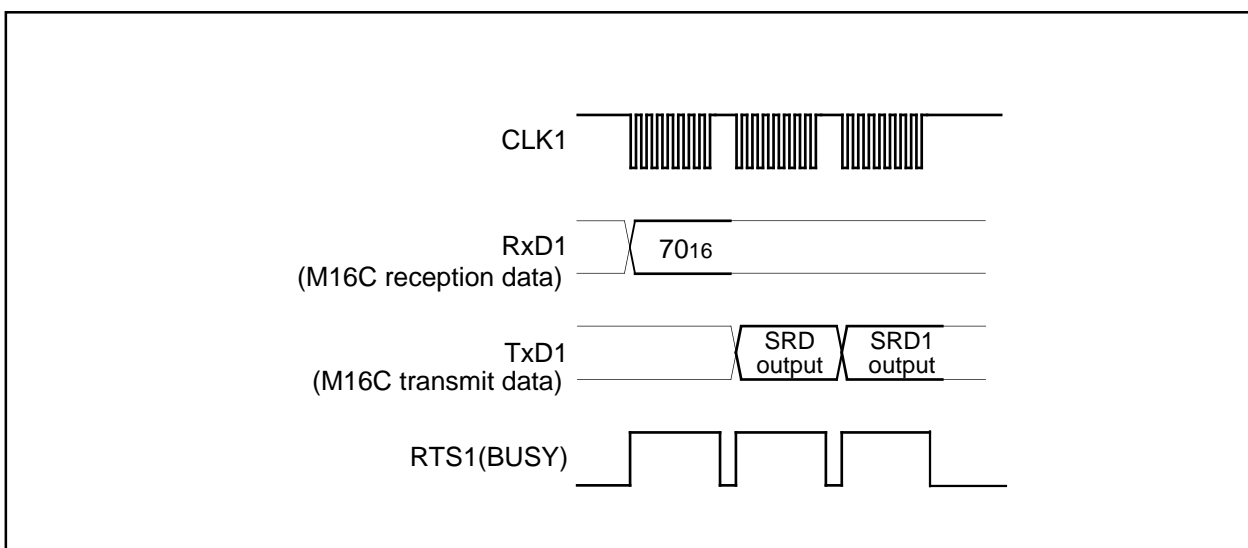 CLK1
RxD1
(M16C reception data)
7016
TxD1
(M16C transmit data)
SRD
output
SRD1
output
RTS1(BUSY)